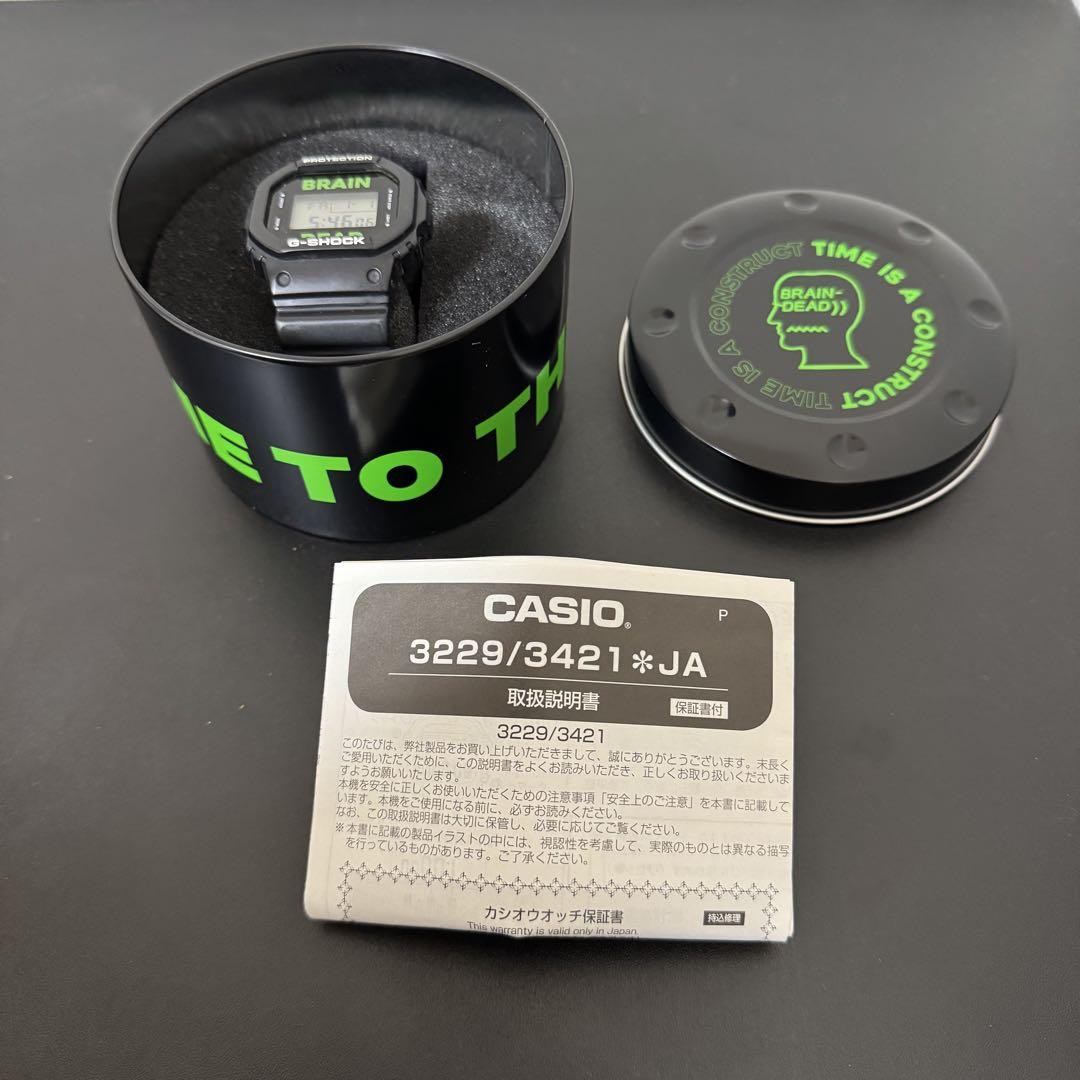 PROTECTION
BRAIN
FR 1- 1
5:46 06
DEAD
G-SHOCK
TO TH
TIME IS A CONSTRUCT TIME IS A CONSTRUCT
BRAIN-
DEAD))
CASIO®
P
3229/3421✻JA
取扱説明書
保証書付
3229/3421
このたびは、弊社製品をお買い上げいただきまして、誠にありがとうございます。末長く
ご愛用いただくために、この説明書をよくお読みいただき、正しくお取り扱いくださいま
すようお願いいたします。
本機を安全に正しくお使いいただくための注意事項「安全上のご注意」を本書に記載して
います。本機をご使用になる前に、必ずお読みください。
なお、この取扱説明書は大切に保管し、必要に応じてご覧ください。
※本書に記載の製品イラストの中には、視認性を考慮して、実際のものとは異なる描写
を行っているものがあります。ご了承ください。
カシオウオッチ保証書
持込修理
This warranty is valid only in Japan.